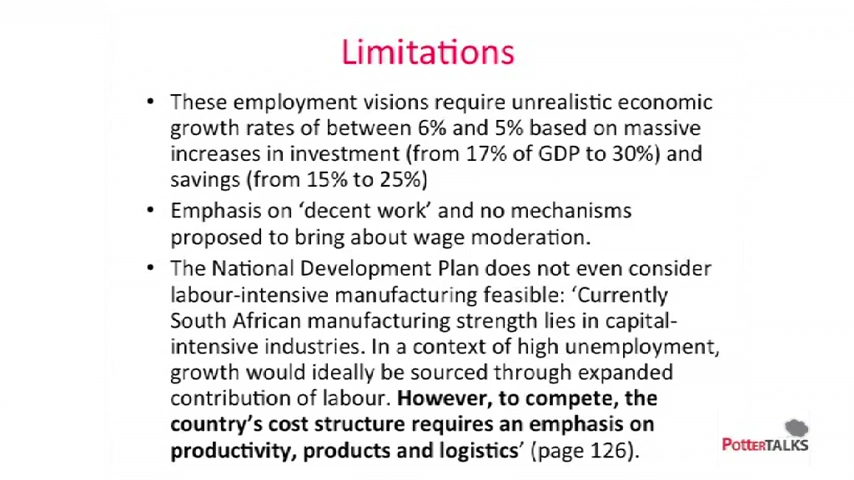 Limitations
• These employment visions require unrealistic economic
growth rates of between 6% and 5% based on massive
increases in investment (from 17% of GDP to 30%) and
savings (from 15% to 25%)
• Emphasis on ‘decent work’ and no mechanisms
proposed to bring about wage moderation.
• The National Development Plan does not even consider
labour-intensive manufacturing feasible: ‘Currently
South African manufacturing strength lies in capital-
intensive industries. In a context of high unemployment,
growth would ideally be sourced through expanded
contribution of labour. However, to compete, the
country’s cost structure requires an emphasis on
productivity, products and logistics’ (page 126).
POTTERTALKS